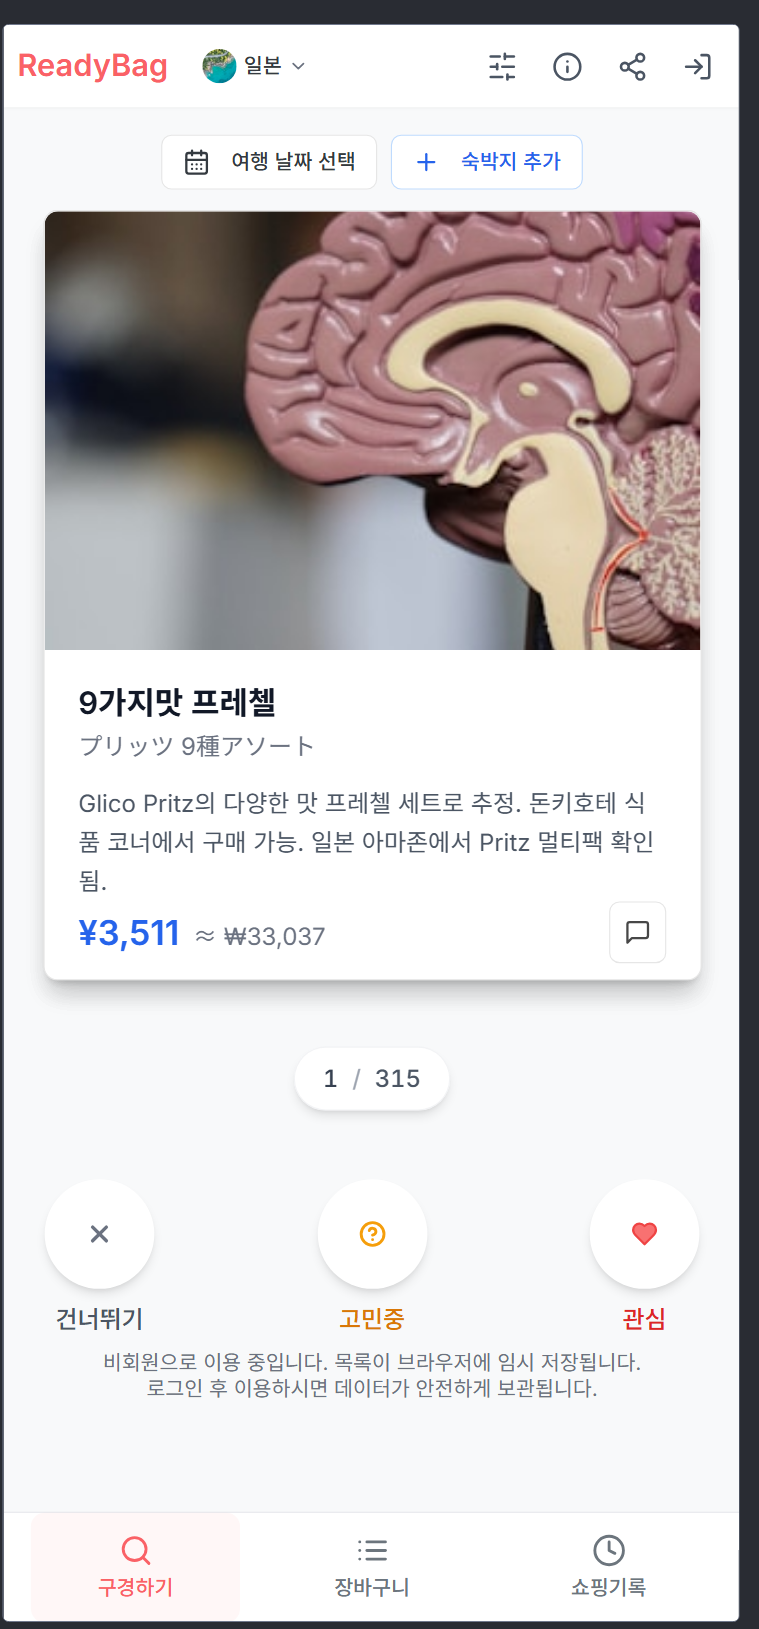 ReadyBag
일본
여행 날짜 선택
숙박지 추가
9가지맛 프레첼
プリッツ 9種アソート
Glico Pritz의 다양한 맛 프레첼 세트로 추정. 돈키호테 식
품 코너에서 구매 가능. 일본 아마존에서 Pritz 멀티팩 확인
됨.
¥3,511 ≈ ₩33,037
1 / 315
건너뛰기
고민중
관심
비회원으로 이용 중입니다. 목록이 브라우저에 임시 저장됩니다.
로그인 후 이용하시면 데이터가 안전하게 보관됩니다.
구경하기
장바구니
쇼핑기록